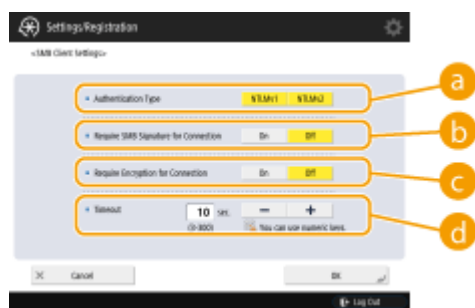 Settings/Registration
<SMB Client Settings>
Authentication Type NTLMv1 NTLMv2
a
Require SMB Signature for Connection On Off
b
Require Encryption for Connection On Off
c
Timeout 10 sec. − +
(0-300) You can use numeric keys.
d
× Cancel OK
Log Out